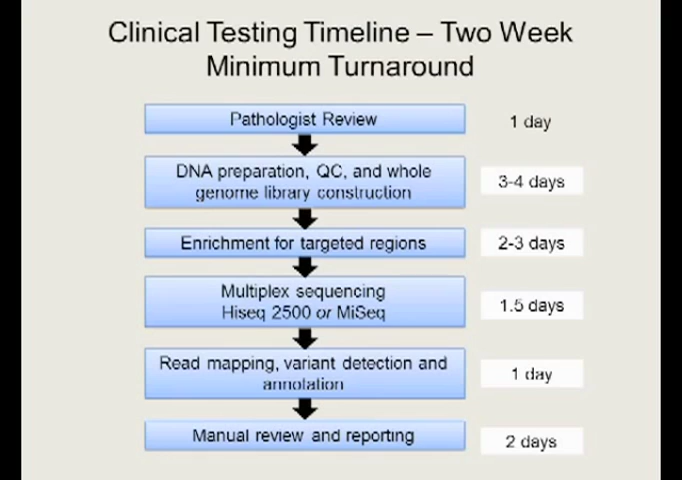 Clinical Testing Timeline – Two Week
Minimum Turnaround
Pathologist Review
1 day
DNA preparation, QC, and whole
genome library construction
3-4 days
Enrichment for targeted regions
2-3 days
Multiplex sequencing
Hiseq 2500 or MiSeq
1.5 days
Read mapping, variant detection and
annotation
1 day
Manual review and reporting
2 days